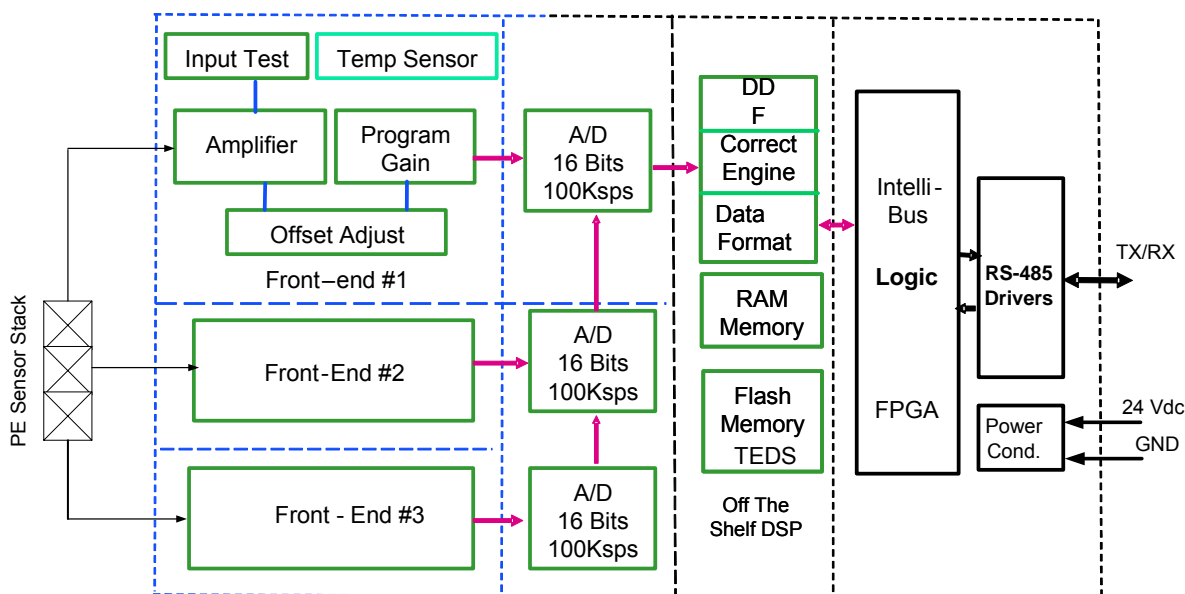 Input Test
Temp Sensor
Amplifier
Program
Gain
Offset Adjust
Front–end #1
A/D
16 Bits
100Ksps
DD
F
Correct
Engine
Data
Format
RAM
Memory
Flash
Memory
TEDS
Off The
Shelf DSP
Intelli-
Bus
Logic
FPGA
RS-485
Drivers
TX/RX
Power
Cond.
24 Vdc
GND
PE Sensor Stack
Front-End #2
A/D
16 Bits
100Ksps
Front - End #3
A/D
16 Bits
100Ksps